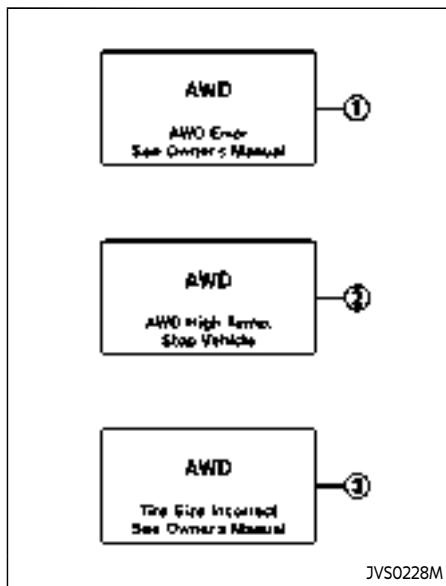 AWD
AWD Error
See Owner's Manual
1
AWD
AWD High Temp.
Stop Vehicle
2
AWD
Tire Size Incorrect
See Owner's Manual
3
JVS0228M